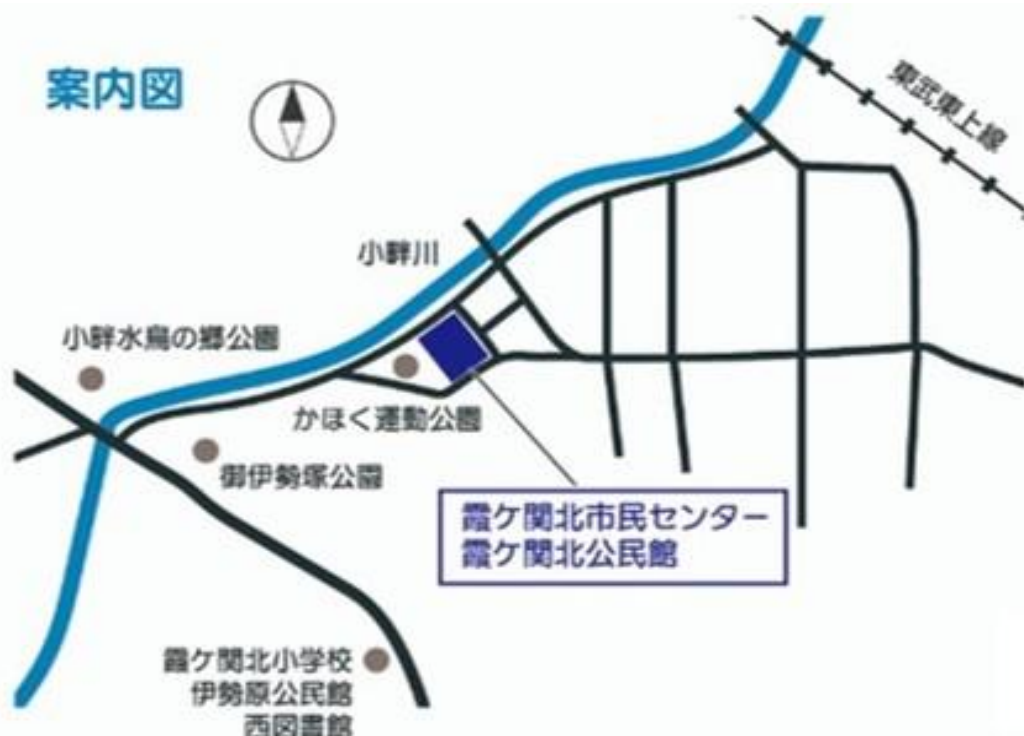 案内図
東武東上線
小畔川
小畔水鳥の郷公園
かほく運動公園
御伊勢塚公園
霞ケ関北市民センター
霞ケ関北公民館
霞ケ関北小学校
伊勢原公民館
西図書館